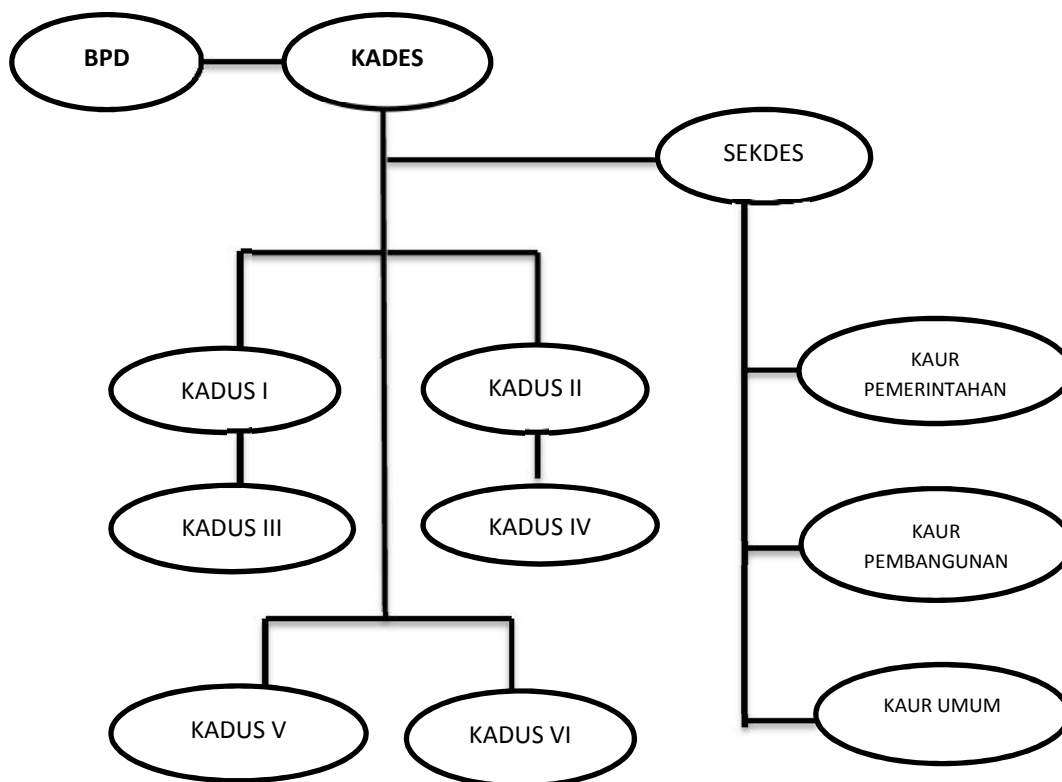 BPD
KADES
SEKDES
KADUS I
KADUS II
KAUR
PEMERINTAHAN
KADUS III
KADUS IV
KAUR
PEMBANGUNAN
KADUS V
KADUS VI
KAUR UMUM